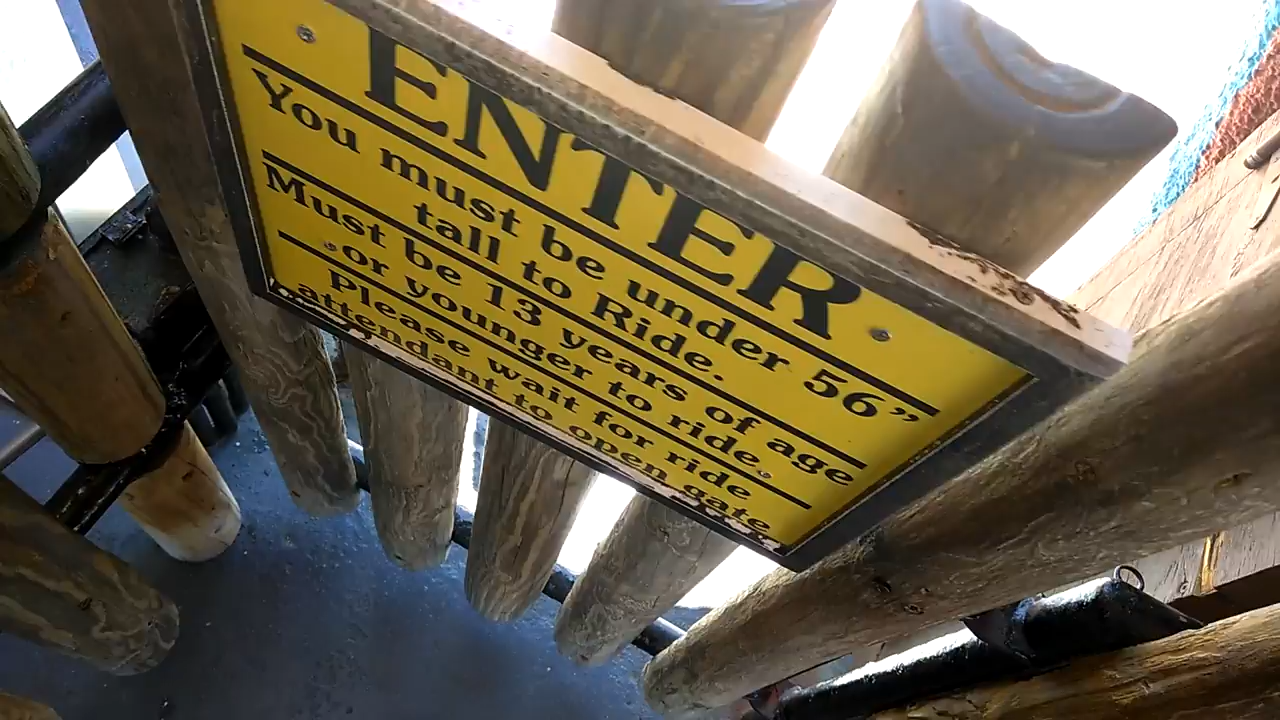 ENTER
You must be under 56”
tall to Ride.
Must be 13 years of age
or younger to ride.
Please wait for ride
attendant to open gate